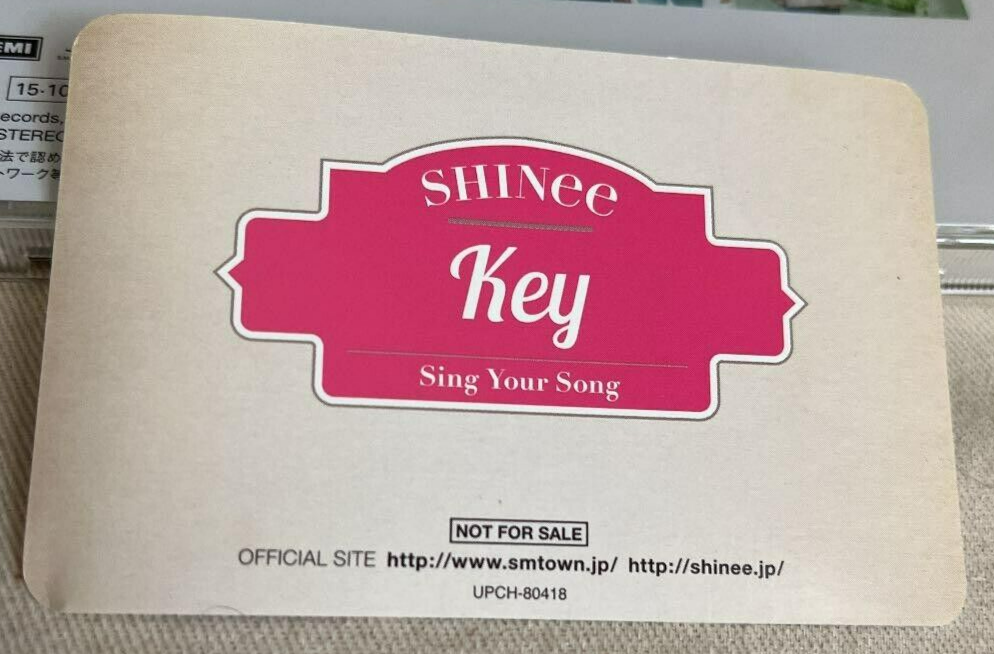 EMI
15-10
ecords,
STEREO
法で認め
トワーク
SHINee
Key
Sing Your Song
NOT FOR SALE
OFFICIAL SITE http://www.smtown.jp/ http://shinee.jp/
UPCH-80418